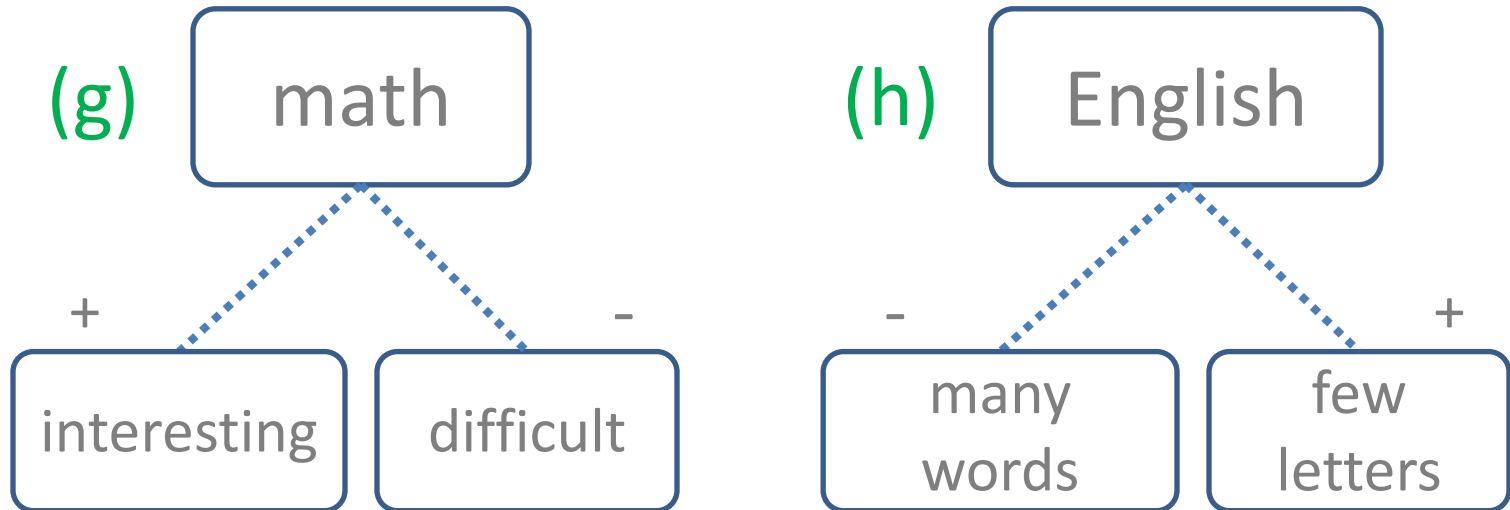 (g)
math
+
-
interesting
difficult
(h)
English
-
+
many
words
few
letters